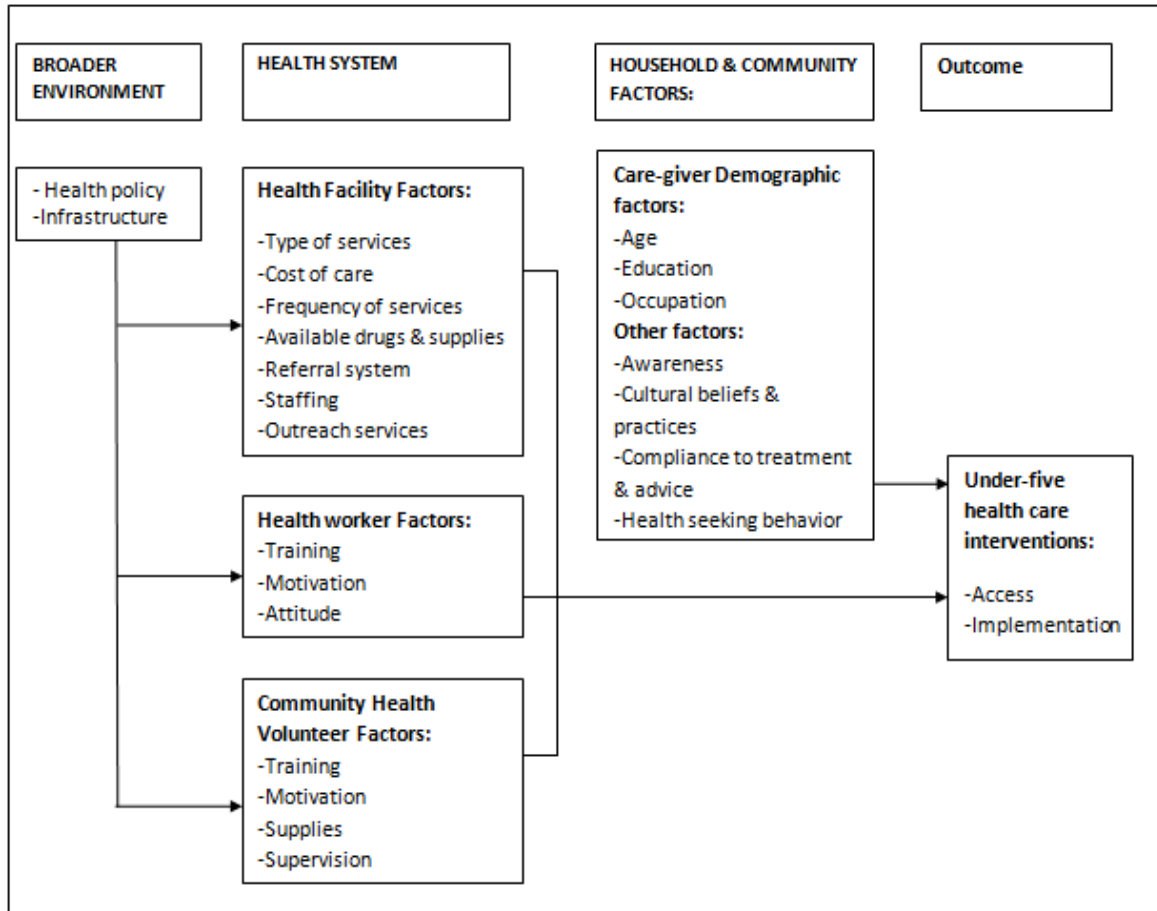 BROADER
ENVIRONMENT
HEALTH SYSTEM
HOUSEHOLD & COMMUNITY
FACTORS:
Outcome
- Health policy
-Infrastructure
Health Facility Factors:
-Type of services
-Cost of care
-Frequency of services
-Available drugs & supplies
-Referral system
-Staffing
-Outreach services
Health worker Factors:
-Training
-Motivation
-Attitude
Community Health
Volunteer Factors:
-Training
-Motivation
-Supplies
-Supervision
Care-giver Demographic
factors:
-Age
-Education
-Occupation
Other factors:
-Awareness
-Cultural beliefs &
practices
-Compliance to treatment
& advice
-Health seeking behavior
Under-five
health care
interventions:
-Access
-Implementation